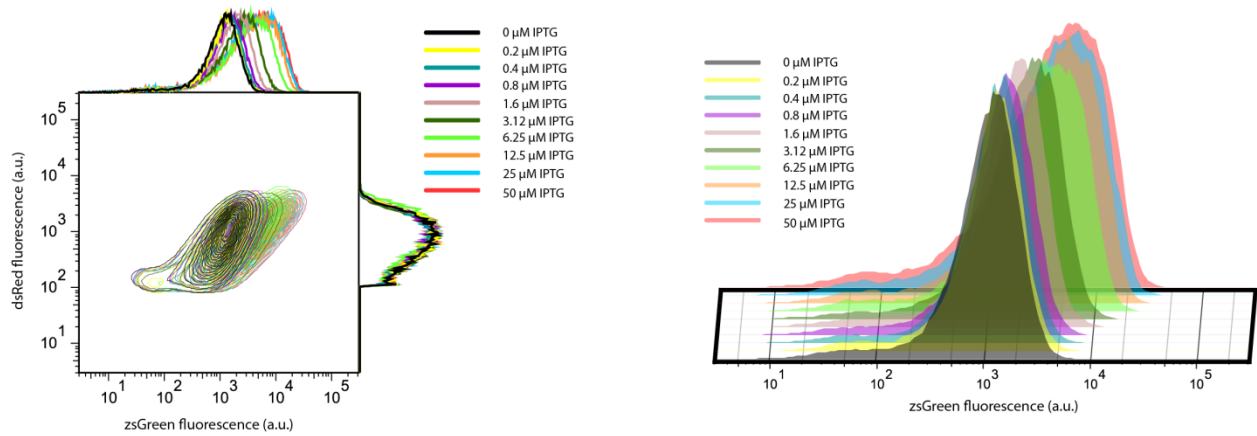 0 µM IPTG
0.2 µM IPTG
0.4 µM IPTG
0.8 µM IPTG
1.6 µM IPTG
3.12 µM IPTG
6.25 µM IPTG
12.5 µM IPTG
25 µM IPTG
50 µM IPTG
dsRed fluorescence (a.u.)
10⁵
10⁴
10³
10²
10¹
10¹ 10² 10³ 10⁴ 10⁵
zsGreen fluorescence (a.u.)
0 µM IPTG
0.2 µM IPTG
0.4 µM IPTG
0.8 µM IPTG
1.6 µM IPTG
3.12 µM IPTG
6.25 µM IPTG
12.5 µM IPTG
25 µM IPTG
50 µM IPTG
10¹ 10² 10³ 10⁴ 10⁵
zsGreen fluorescence (a.u.)